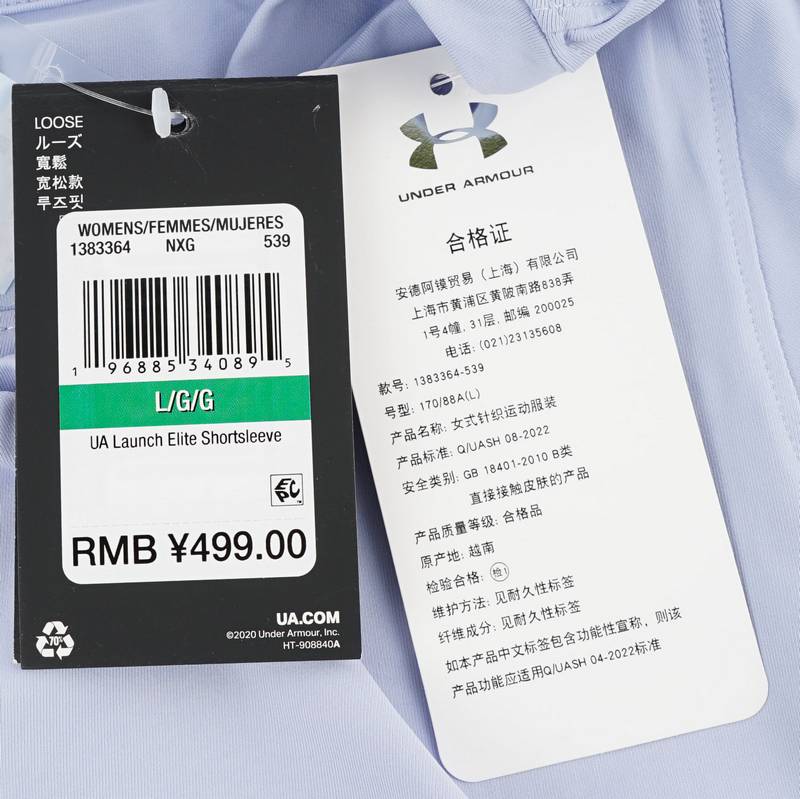 LOOSE
ルーズ
寬鬆
宽松款
루즈핏
WOMENS/FEMMES/MUJERES
1383364 NXG 539
1 96885 34089 5
L/G/G
UA Launch Elite Shortsleeve
EPC
RMB ¥499.00
70%
UA.COM
©2020 Under Armour, Inc.
HT-908840A
UNDER ARMOUR
合格证
安德阿镆贸易（上海）有限公司
上海市黄浦区黄陂南路838弄
1号4幢, 31层, 邮编 200025
电话: (021)23135608
款号: 1383364-539
号型: 170/88A(L)
产品名称: 女式针织运动服装
产品标准: Q/UASH 08-2022
安全类别: GB 18401-2010 B类
直接接触皮肤的产品
产品质量等级: 合格品
原产地: 越南
检验合格: 检1
维护方法: 见耐久性标签
纤维成分: 见耐久性标签
如本产品中文标签包含功能性宣称，则该
产品功能应适用Q/UASH 04-2022标准